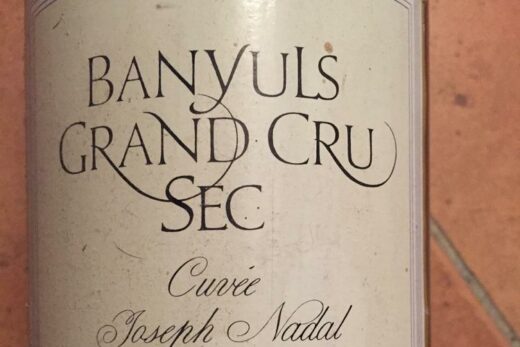 BANYULS
GRAND CRU
SEC
Cuvée
Joseph Nadal